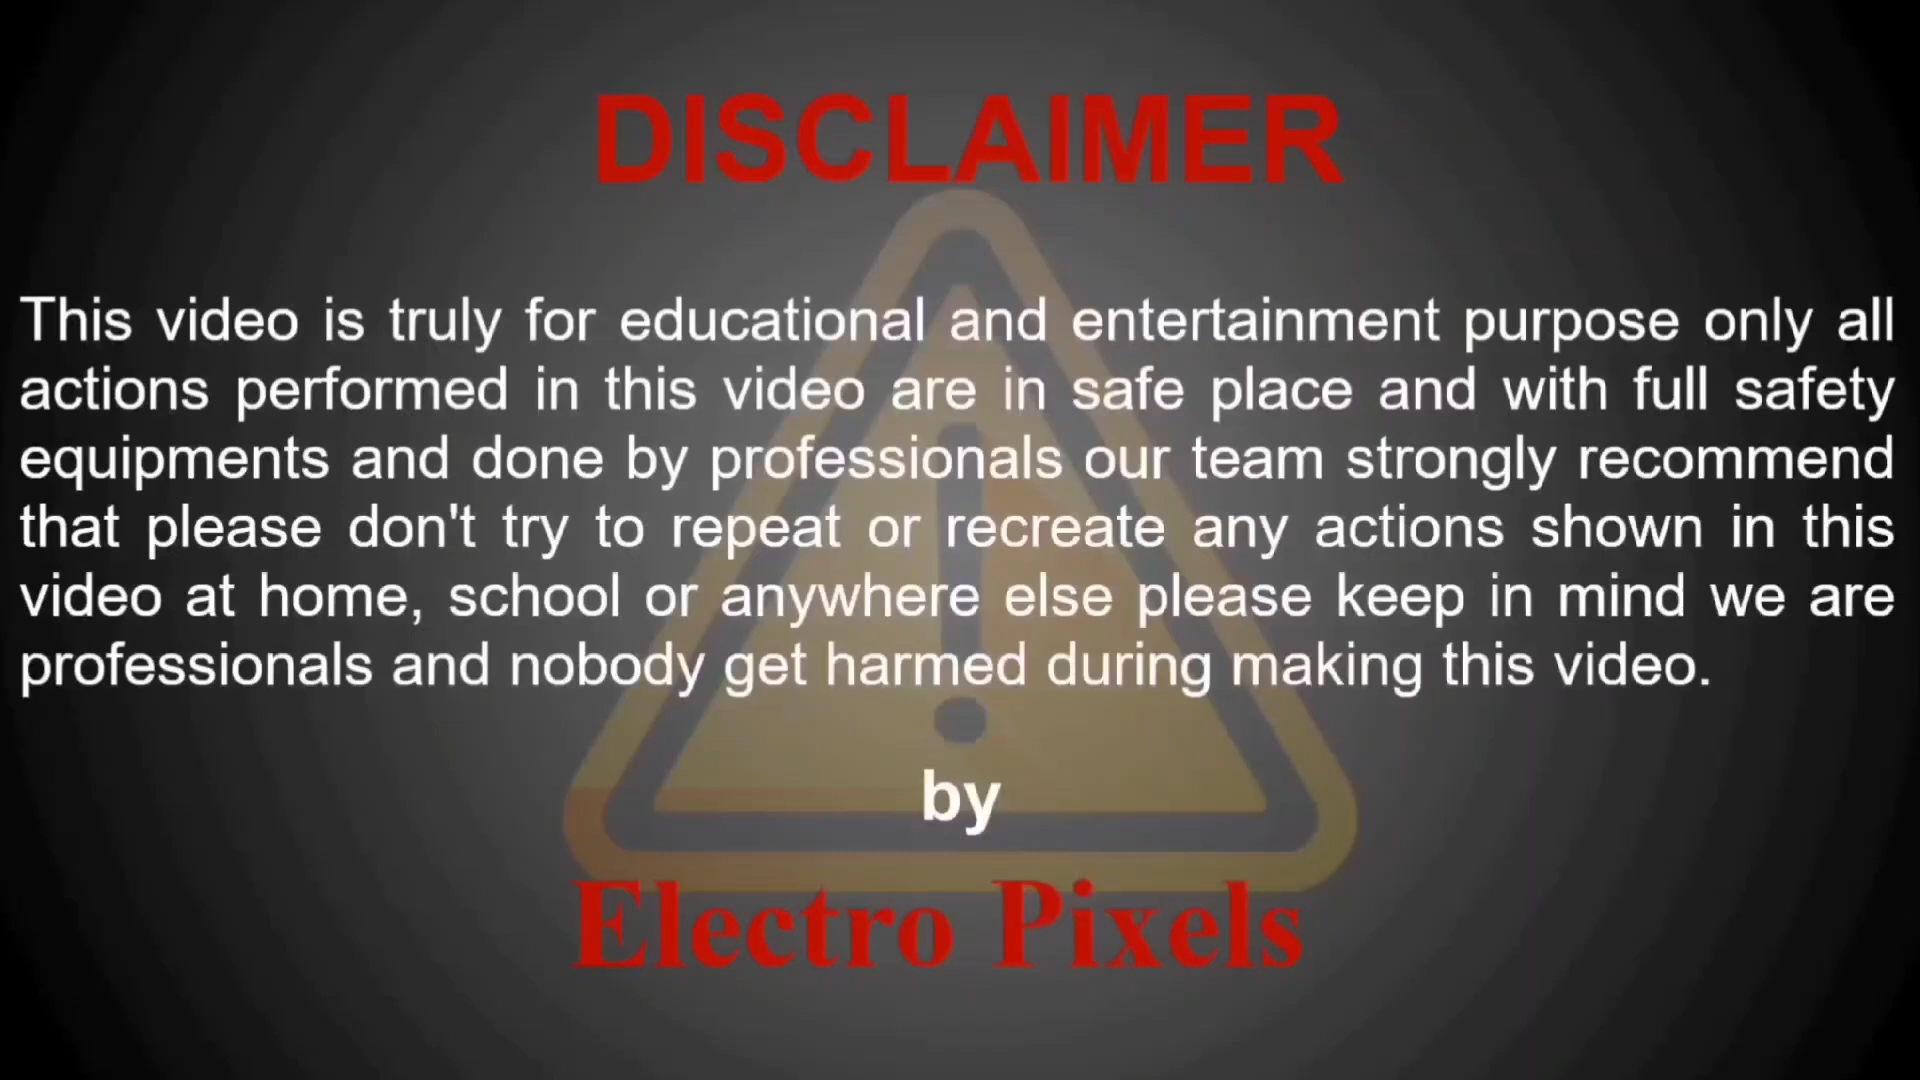 DISCLAIMER
This video is truly for educational and entertainment purpose only all
actions performed in this video are in safe place and with full safety
equipments and done by professionals our team strongly recommend
that please don't try to repeat or recreate any actions shown in this
video at home, school or anywhere else please keep in mind we are
professionals and nobody get harmed during making this video.
by
Electro Pixels